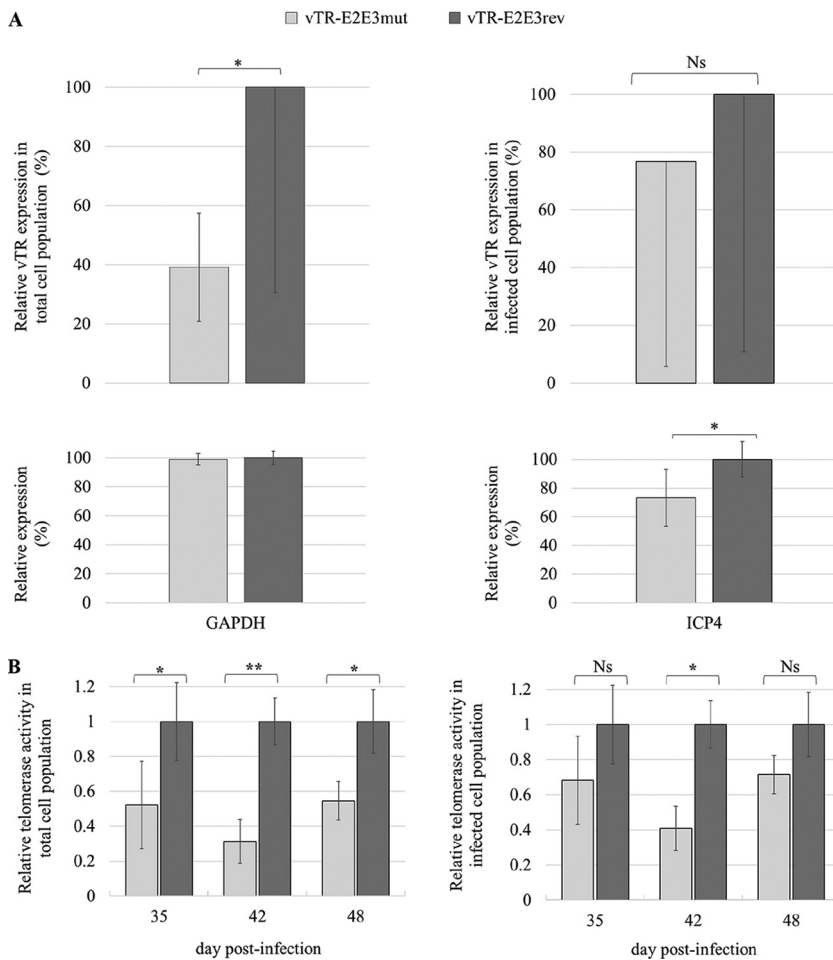 A
vTR-E2E3mut
vTR-E2E3rev
*
Relative vTR expression in
total cell population (%)
100
80
60
40
20
0
Ns
Relative vTR expression in
infected cell population (%)
100
80
60
40
20
0
Relative expression
(%)
100
80
60
40
20
0
GAPDH
*
Relative expression
(%)
100
80
60
40
20
0
ICP4
B
*
**
*
Relative telomerase activity in
total cell population
1.2
1
0.8
0.6
0.4
0.2
0
35
42
48
day post-infection
Ns
*
Ns
Relative telomerase activity in
infected cell population
1.2
1
0.8
0.6
0.4
0.2
0
35
42
48
day post-infection